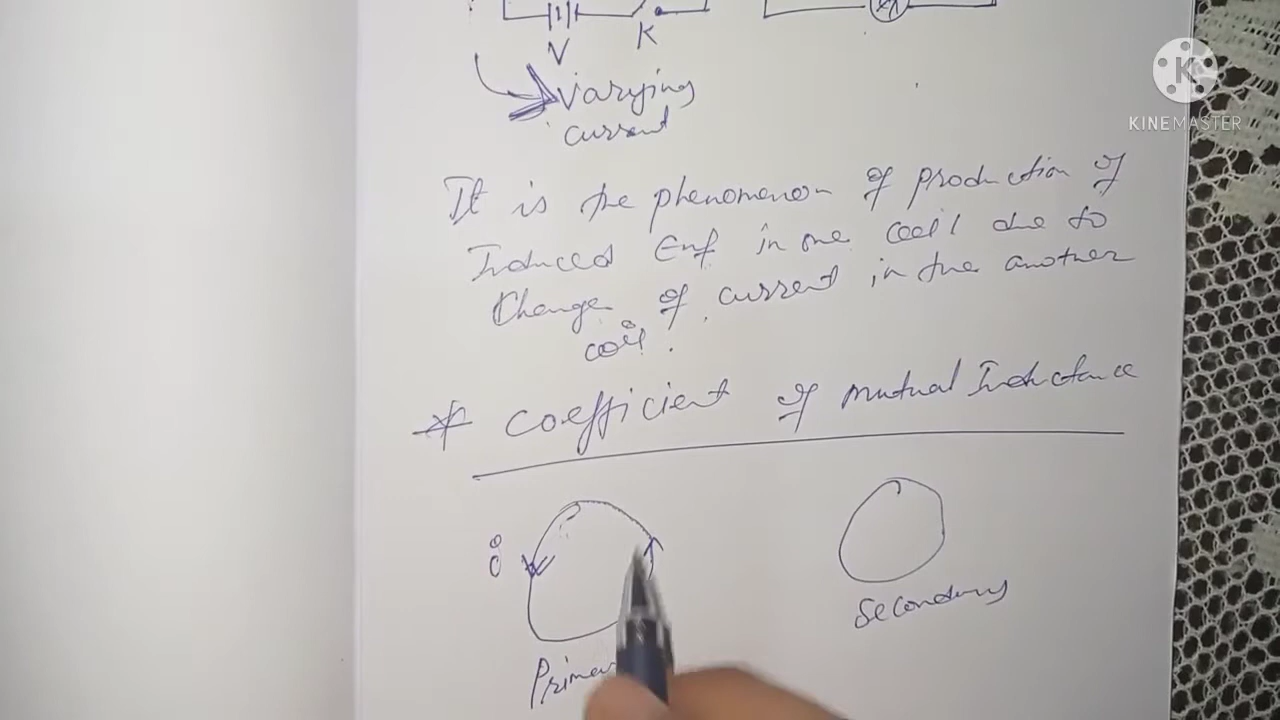 V
K
Varying
current
KINEMASTER
It is the phenomenon of production of
Induced Emf in one coil due to
Change of current in the another
coil.
* Coefficient of mutual Inductance
i
Secondary